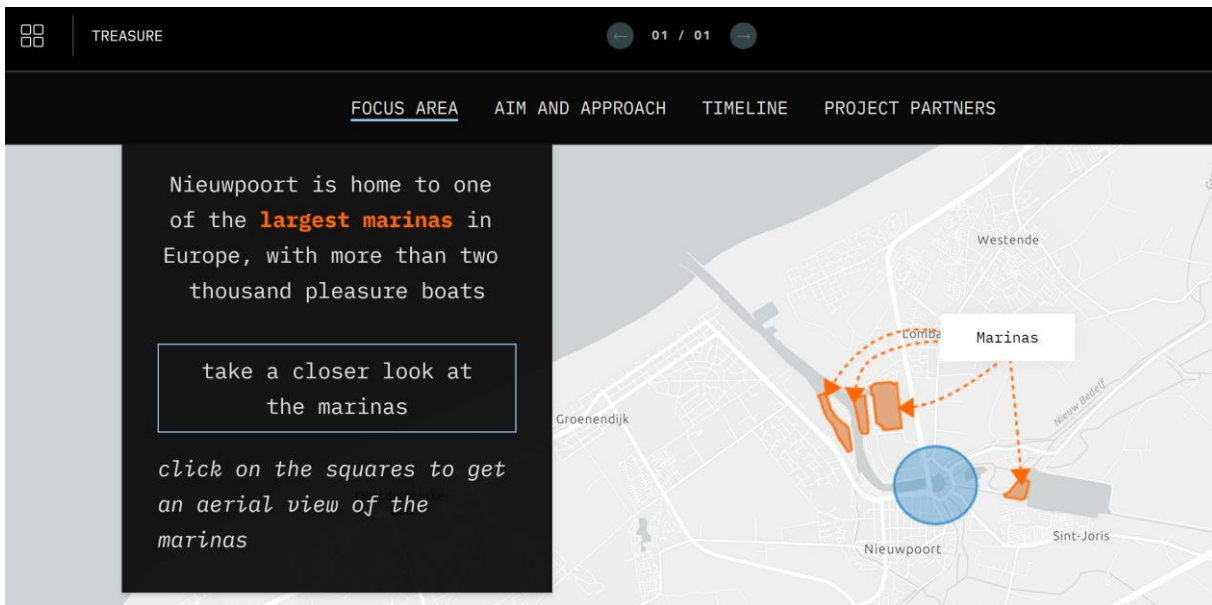 TREASURE
← 01 / 01 →
FOCUS AREA AIM AND APPROACH TIMELINE PROJECT PARTNERS
Nieuwpoort is home to one
of the largest marinas in
Europe, with more than two
thousand pleasure boats
take a closer look at
the marinas
click on the squares to get
an aerial view of the
marinas
Westende
Marinas
Groenendijk
Nieuw Bedelf
Nieuwpoort
Sint-Joris